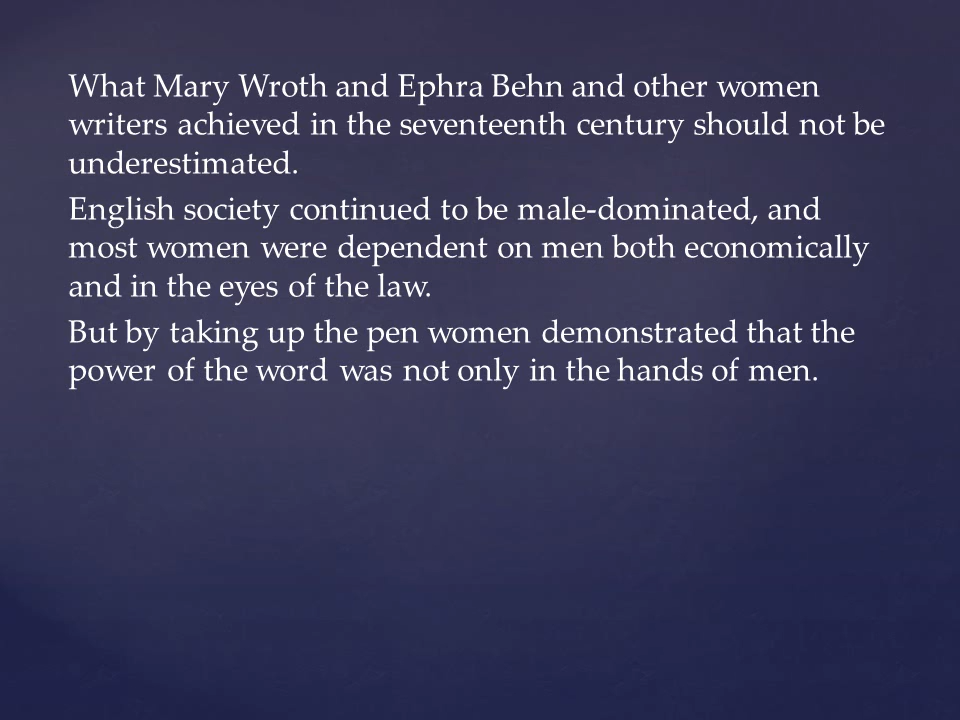 What Mary Wroth and Ephra Behn and other women
writers achieved in the seventeenth century should not be
underestimated.
English society continued to be male-dominated, and
most women were dependent on men both economically
and in the eyes of the law.
But by taking up the pen women demonstrated that the
power of the word was not only in the hands of men.